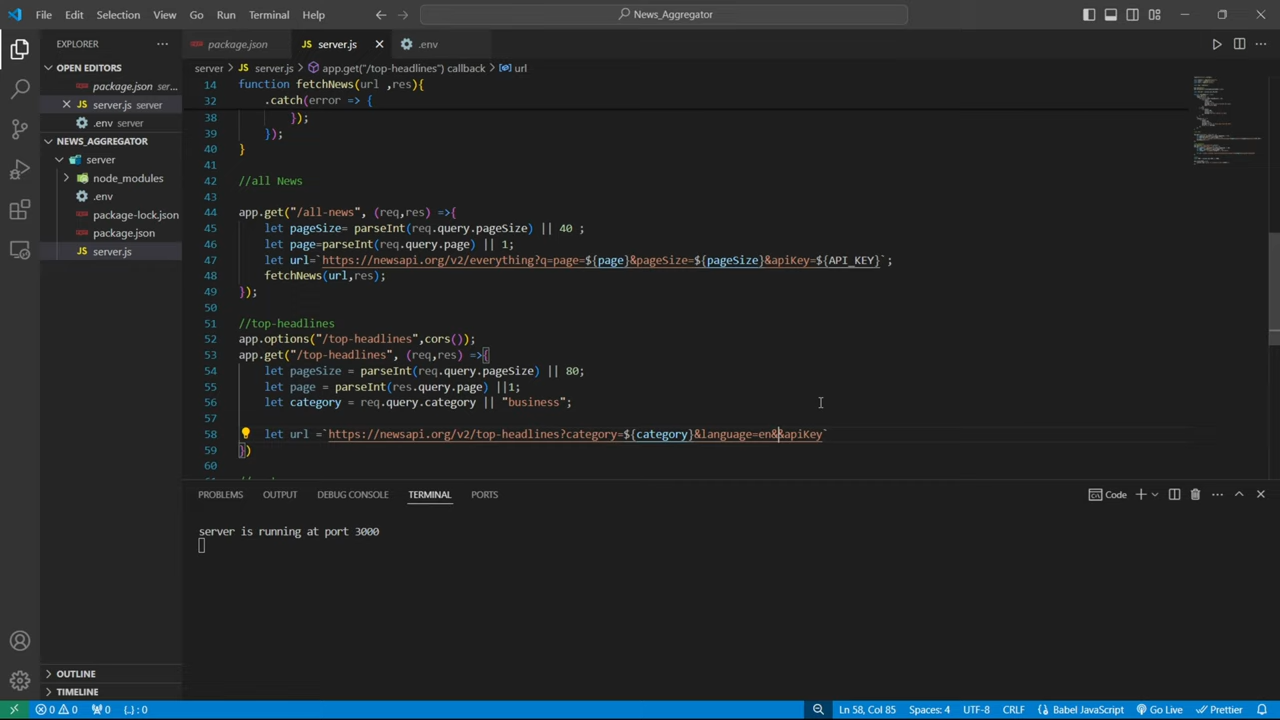 File Edit Selection View Go Run Terminal Help News_Aggregator
EXPLORER
package.json server.js .env
OPEN EDITORS
server > server.js > app.get("/top-headlines") callback > url
package.json ser...
server.js server
.env server
NEWS_AGGREGATOR
server
node_modules
.env
package-lock.json
package.json
server.js
14 function fetchNews(url ,res){
32 .catch(error => {
38 });
39 });
40 }
41
42 //all News
43
44 app.get("/all-news", (req,res) =>{
45 let pageSize= parseInt(req.query.pageSize) || 40 ;
46 let page=parseInt(req.query.page) || 1;
47 let url=`https://newsapi.org/v2/everything?q=page=${page}&pageSize=${pageSize}&apiKey=${API_KEY}`;
48 fetchNews(url,res);
49 });
50
51 //top-headlines
52 app.options("/top-headlines",cors());
53 app.get("/top-headlines", (req,res) =>{
54 let pageSize = parseInt(req.query.pageSize) || 80;
55 let page = parseInt(res.query.page) ||1;
56 let category = req.query.category || "business";
57
58 let url =`https://newsapi.org/v2/top-headlines?category=${category}&language=en&&apiKey`
59 })
60
PROBLEMS OUTPUT DEBUG CONSOLE TERMINAL PORTS
Code
server is running at port 3000
OUTLINE
TIMELINE
0 0 0 {..} : 0 Ln 58, Col 85 Spaces: 4 UTF-8 CRLF Babel JavaScript Go Live Prettier